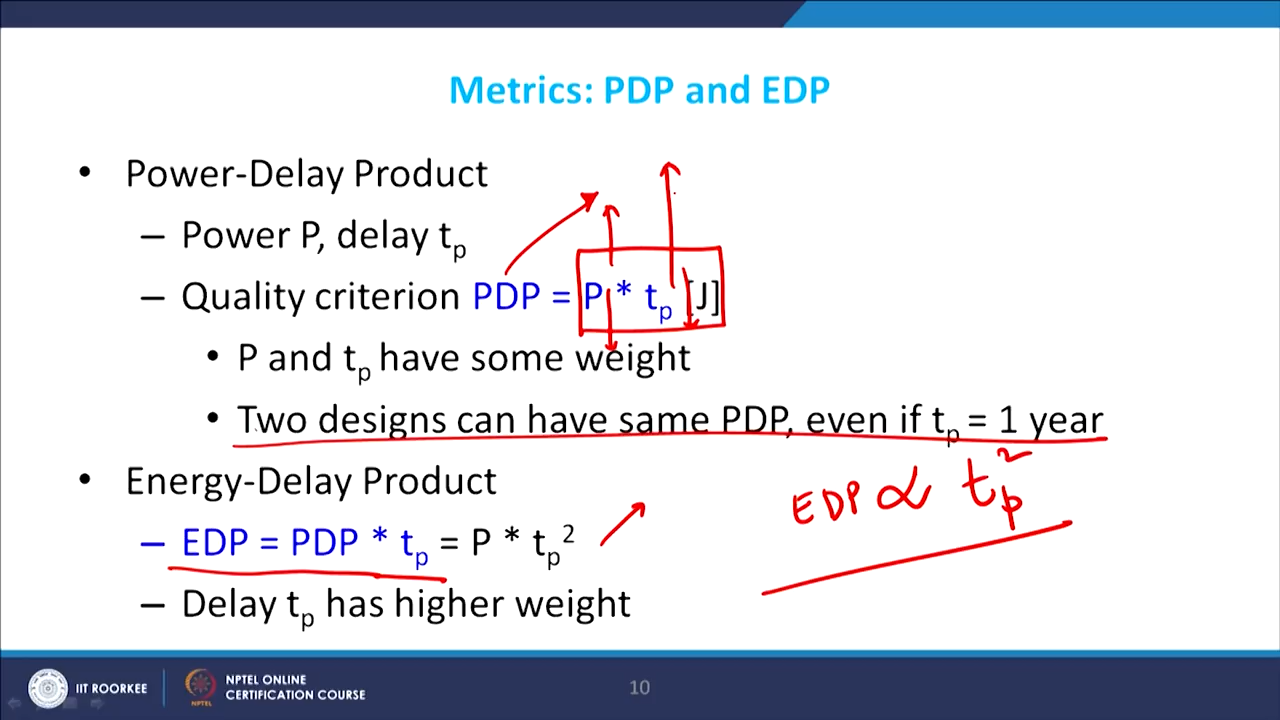 Metrics: PDP and EDP
• Power-Delay Product
– Power P, delay tp
– Quality criterion PDP = P * tp [J]
• P and tp have some weight
• Two designs can have same PDP, even if tp = 1 year
• Energy-Delay Product
EDP ∝ tp²
– EDP = PDP * tp = P * tp²
– Delay tp has higher weight
IIT ROORKEE
NPTEL
NPTEL ONLINE
CERTIFICATION COURSE
10